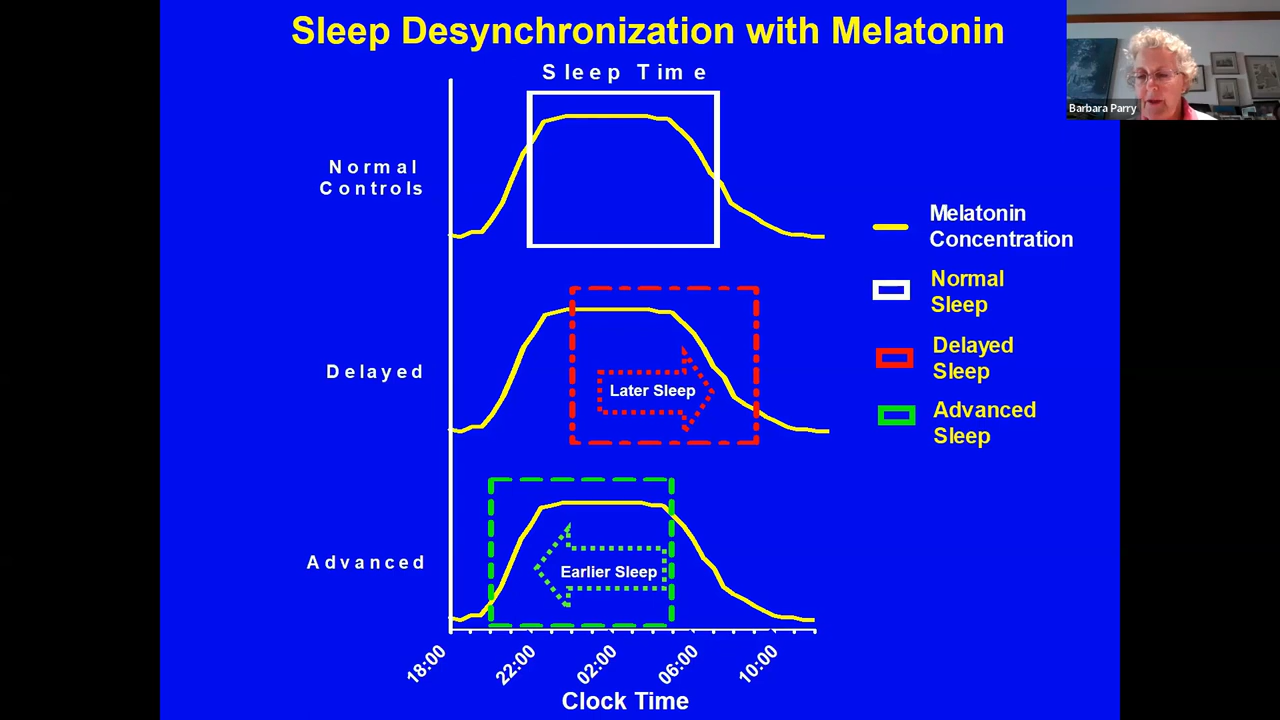 Sleep Desynchronization with Melatonin
Sleep Time
Barbara Parry
Normal
Controls
Melatonin
Concentration
Normal
Sleep
Delayed
Sleep
Delayed
Later Sleep
Advanced
Sleep
Advanced
Earlier Sleep
18:00
22:00
02:00
06:00
10:00
Clock Time